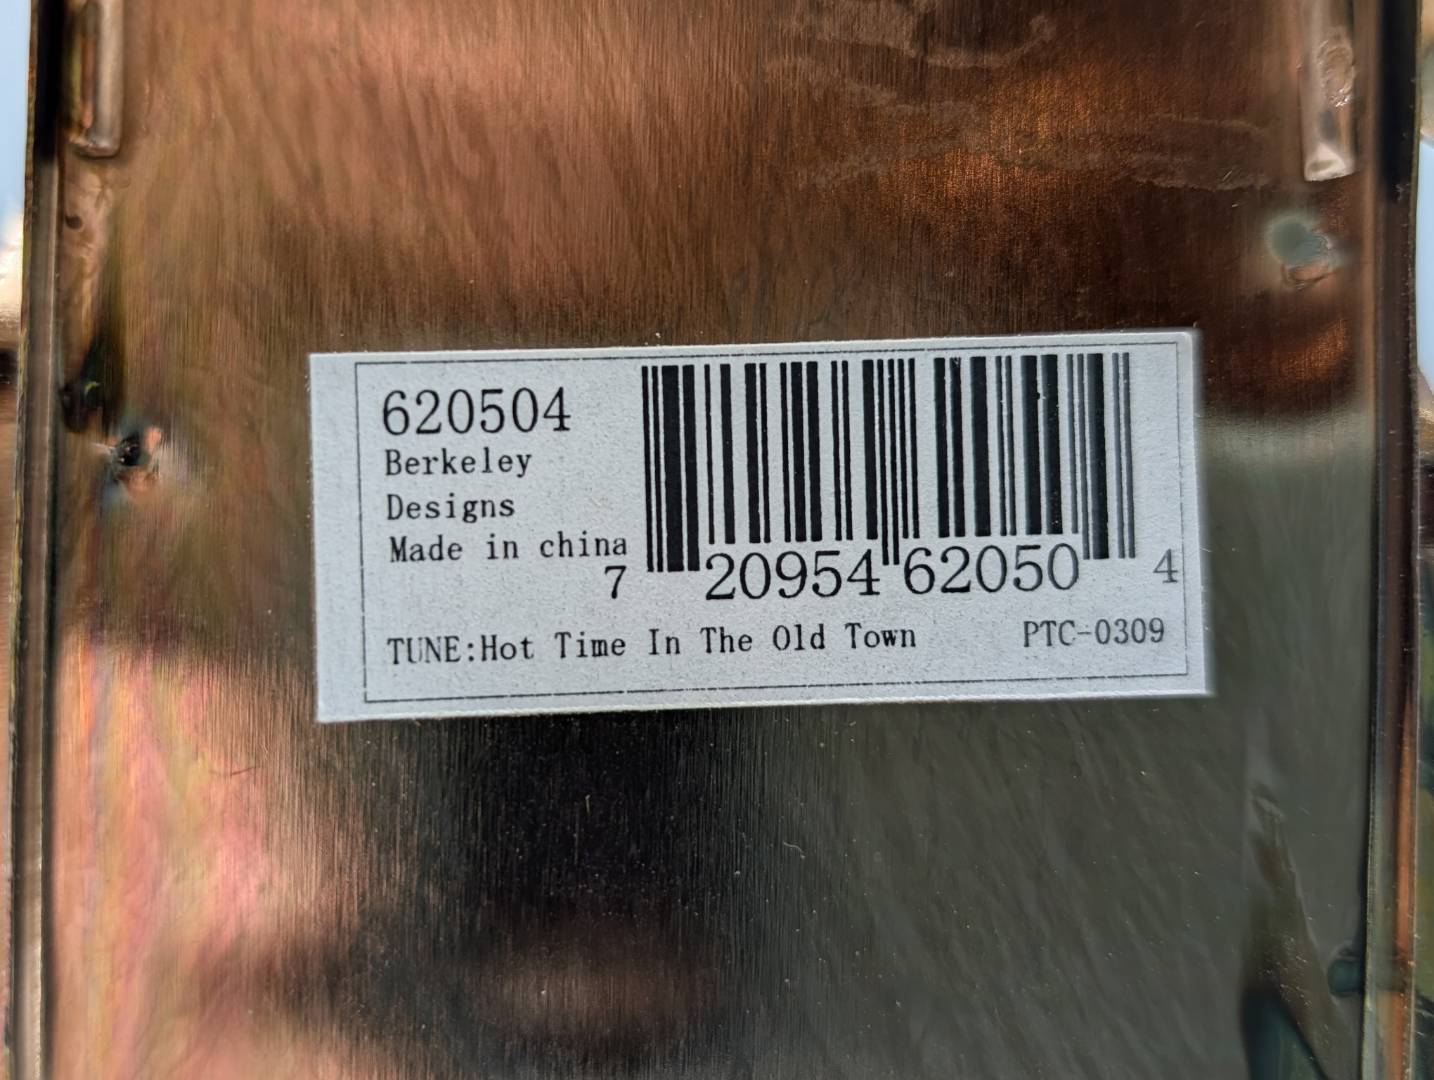 620504
Berkeley
Designs
Made in china
7 20954 62050 4
TUNE:Hot Time In The Old Town PTC-0309